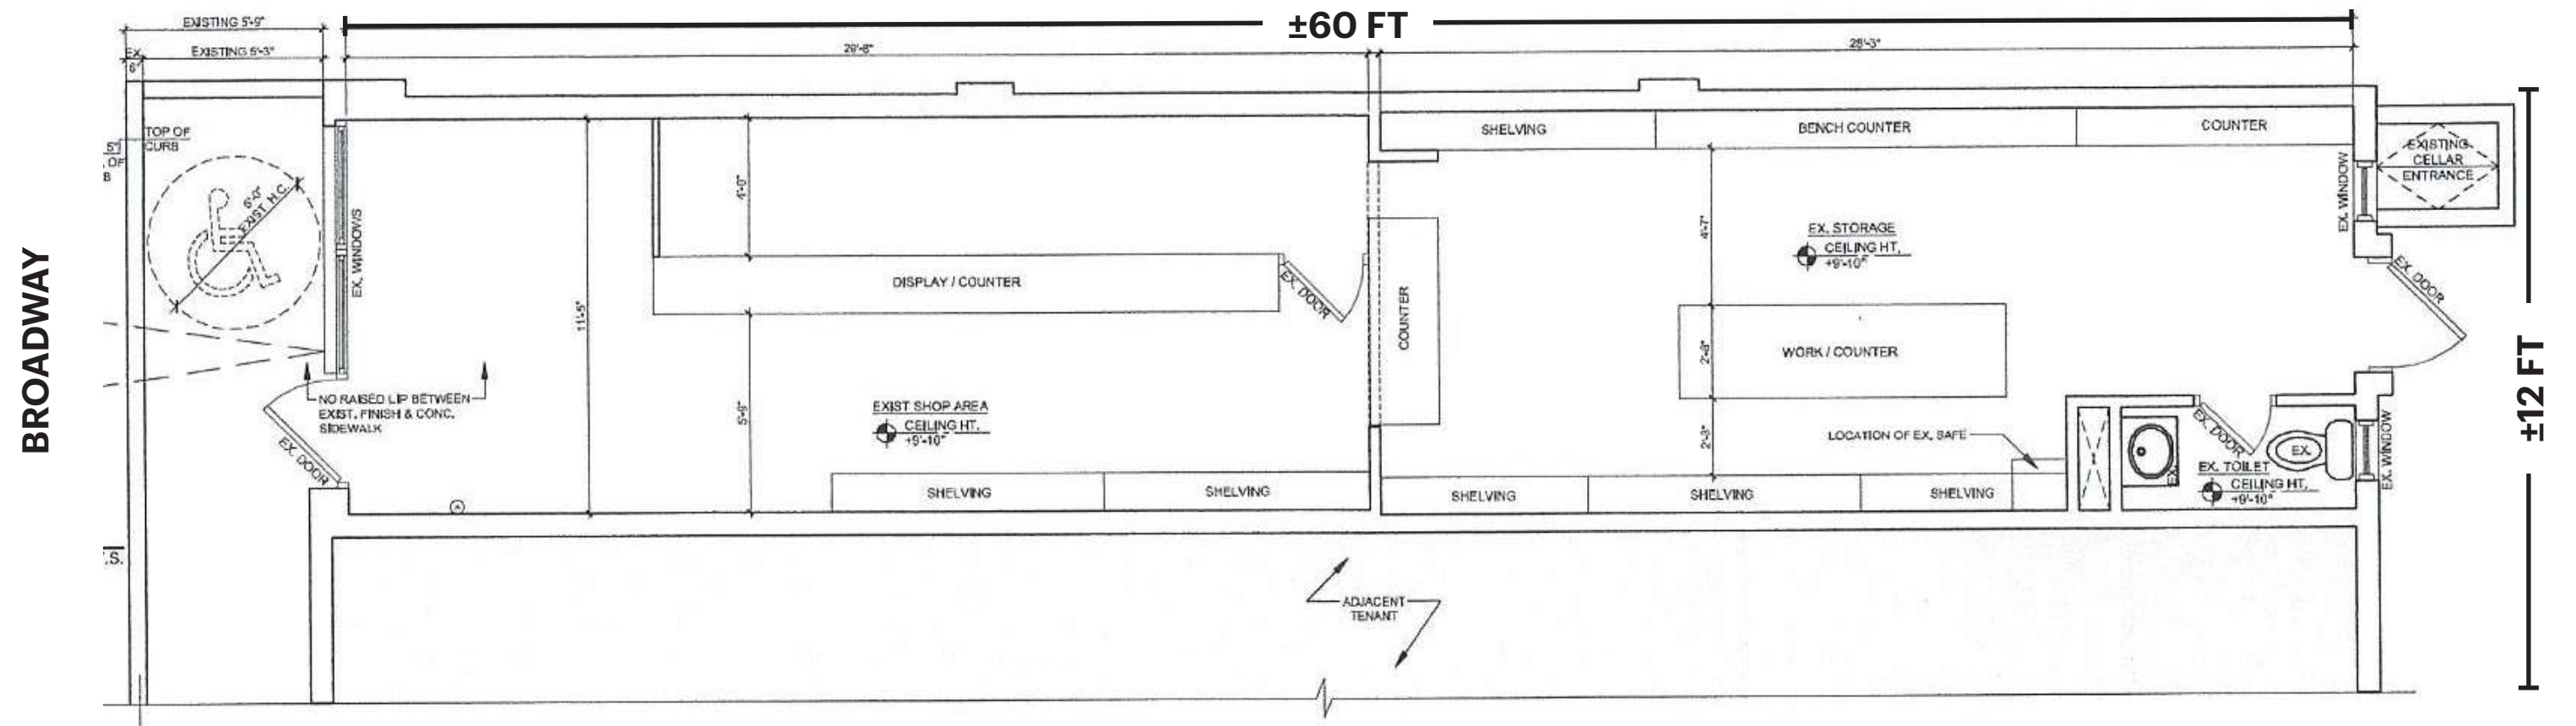 EXISTING 5'-9"
±60 FT
EX.
6"
EXISTING 5'-3"
28'-3"
TOP OF
CURB
5"
OF
B
5'-0"
EXIST H.C.
EX. WINDOWS
BROADWAY
NO RAISED LIP BETWEEN
EXIST. FINISH & CONC.
SIDEWALK
EX. DOOR
11'-5"
4'-0"
DISPLAY / COUNTER
EX. DOOR
5'-9"
EXIST SHOP AREA
CEILING HT.
+9'-10"
SHELVING
SHELVING
COUNTER
SHELVING
BENCH COUNTER
COUNTER
4'-7"
EX. STORAGE
CEILING HT.
+9'-10"
2'-8"
WORK / COUNTER
2'-3"
LOCATION OF EX. SAFE
SHELVING
SHELVING
SHELVING
EX. WINDOW
EXISTING
CELLAR
ENTRANCE
EX. DOOR
EX. DOOR
EX.
EX.
EX. TOILET
CEILING HT.
+9'-10"
EX. WINDOW
±12 FT
.S.
ADJACENT
TENANT